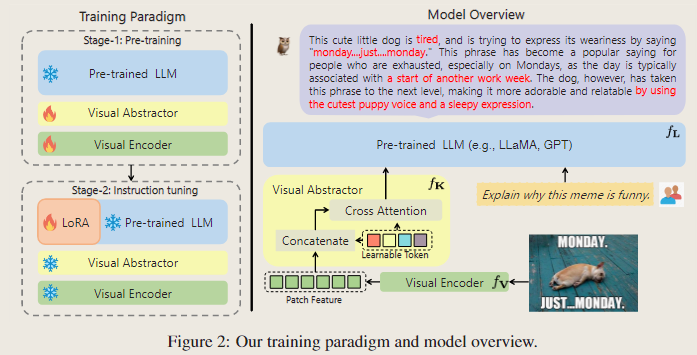 Training Paradigm
Stage-1: Pre-training
Pre-trained LLM
Visual Abstractor
Visual Encoder
Stage-2: Instruction tuning
LoRA
Pre-trained LLM
Visual Abstractor
Visual Encoder
Model Overview
This cute little dog is tired, and is trying to express its weariness by saying
"monday....just....monday." This phrase has become a popular saying for
people who are exhausted, especially on Mondays, as the day is typically
associated with a start of another work week. The dog, however, has taken
this phrase to the next level, making it more adorable and relatable by using
the cutest puppy voice and a sleepy expression.
Pre-trained LLM (e.g., LLaMA, GPT)
fL
Visual Abstractor
fK
Explain why this meme is funny.
Cross Attention
Concatenate
Learnable Token
Patch Feature
Visual Encoder
fV
MONDAY.
JUST...MONDAY.
Figure 2: Our training paradigm and model overview.